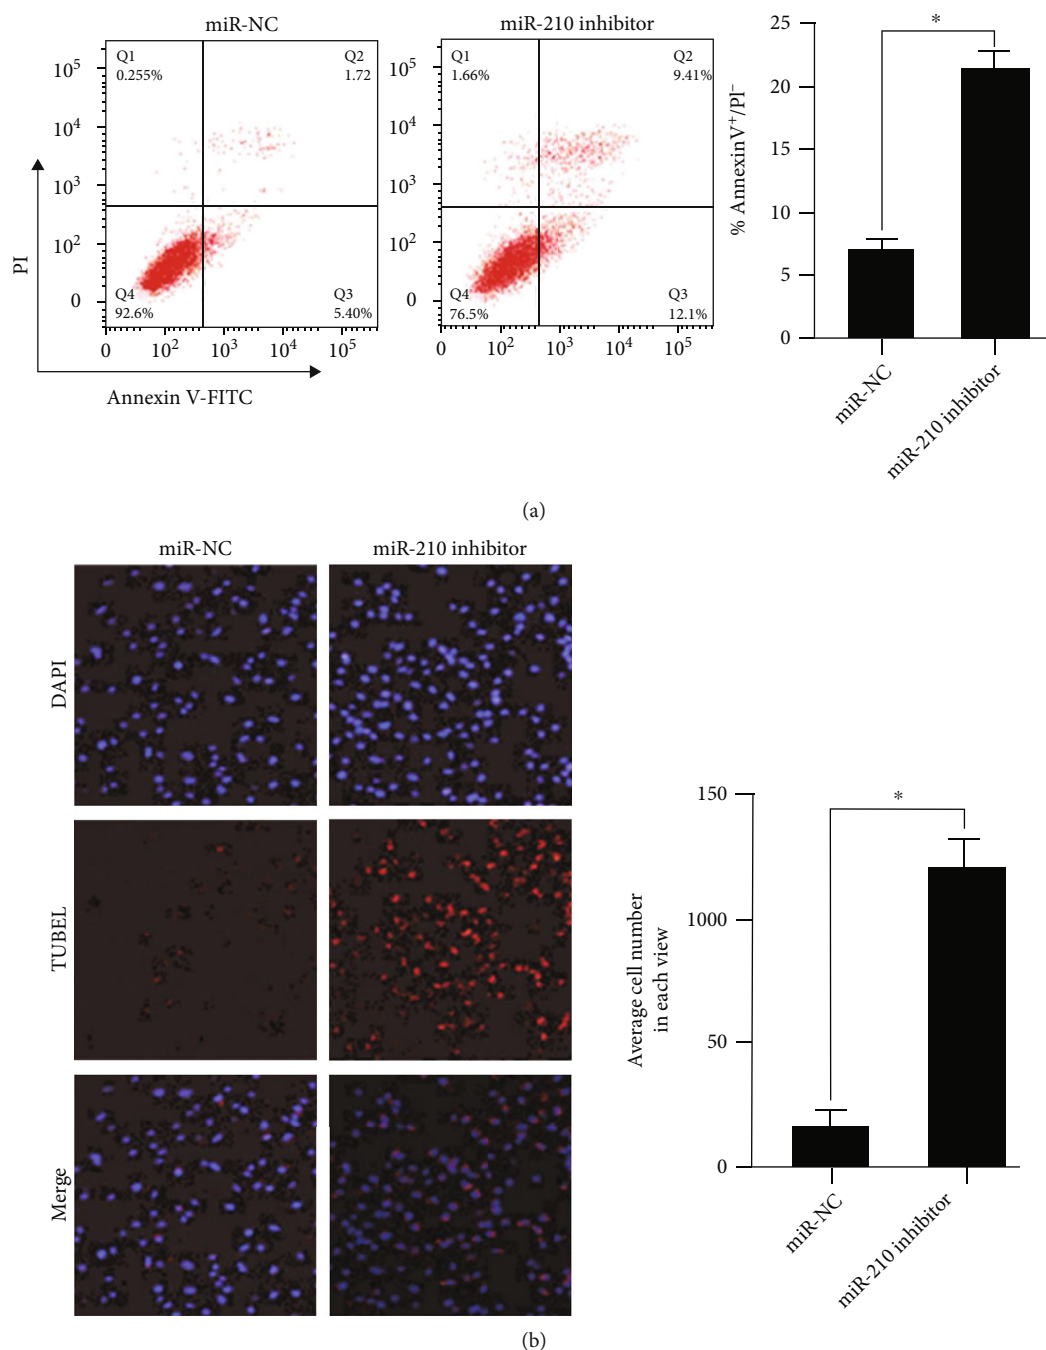 miR-NC
miR-210 inhibitor
Q1
0.255%
Q2
1.72
Q4
92.6%
Q3
5.40%
10⁵
10⁴
10³
10²
0
0
10²
10³
10⁴
10⁵
PI
Annexin V-FITC
Q1
1.66%
Q2
9.41%
Q4
76.5%
Q3
12.1%
10⁵
10⁴
10³
10²
0
0
10²
10³
10⁴
10⁵
% Annexin V⁺/PI⁻
25
20
15
10
5
0
*
miR-NC
miR-210 inhibitor
(a)
miR-NC
miR-210 inhibitor
DAPI
TUBEL
Merge
Average cell number
in each view
150
1000
50
0
*
miR-NC
miR-210 inhibitor
(b)